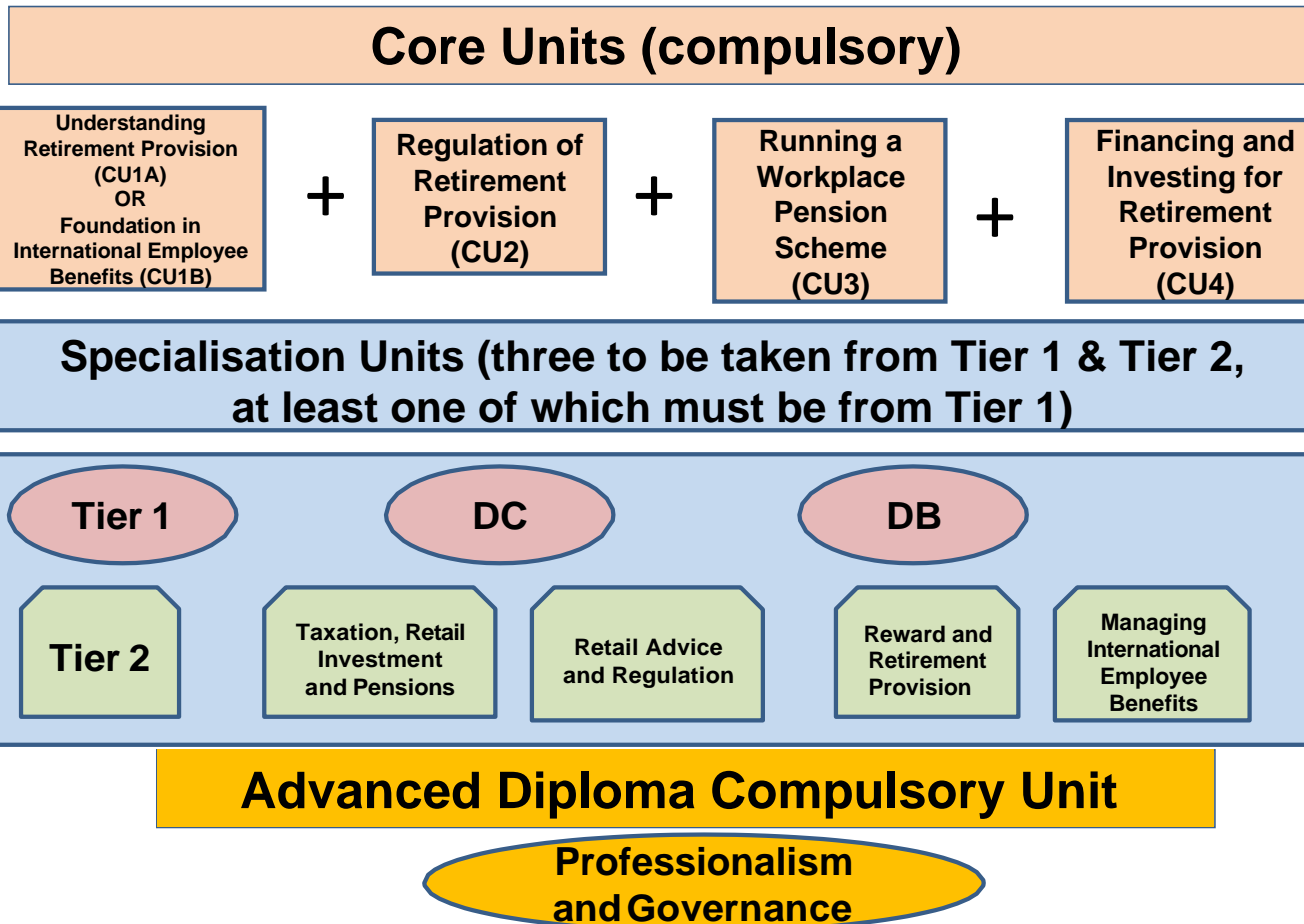 Core Units (compulsory)
Understanding
Retirement Provision
(CU1A)
OR
Foundation in
International Employee
Benefits (CU1B)
+
Regulation of
Retirement
Provision
(CU2)
+
Running a
Workplace
Pension
Scheme
(CU3)
+
Financing and
Investing for
Retirement
Provision
(CU4)
Specialisation Units (three to be taken from Tier 1 & Tier 2,
at least one of which must be from Tier 1)
Tier 1
DC
DB
Tier 2
Taxation, Retail
Investment
and Pensions
Retail Advice
and Regulation
Reward and
Retirement
Provision
Managing
International
Employee
Benefits
Advanced Diploma Compulsory Unit
Professionalism
and Governance